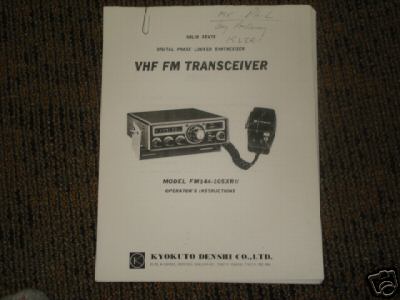 SOLID STATE
DIGITAL PHASE LOCKED SYNTHESIZER
VHF FM TRANSCEIVER
MODEL FM144-10SXRII
OPERATOR'S INSTRUCTIONS
K
KYOKUTO DENSHI CO., LTD.